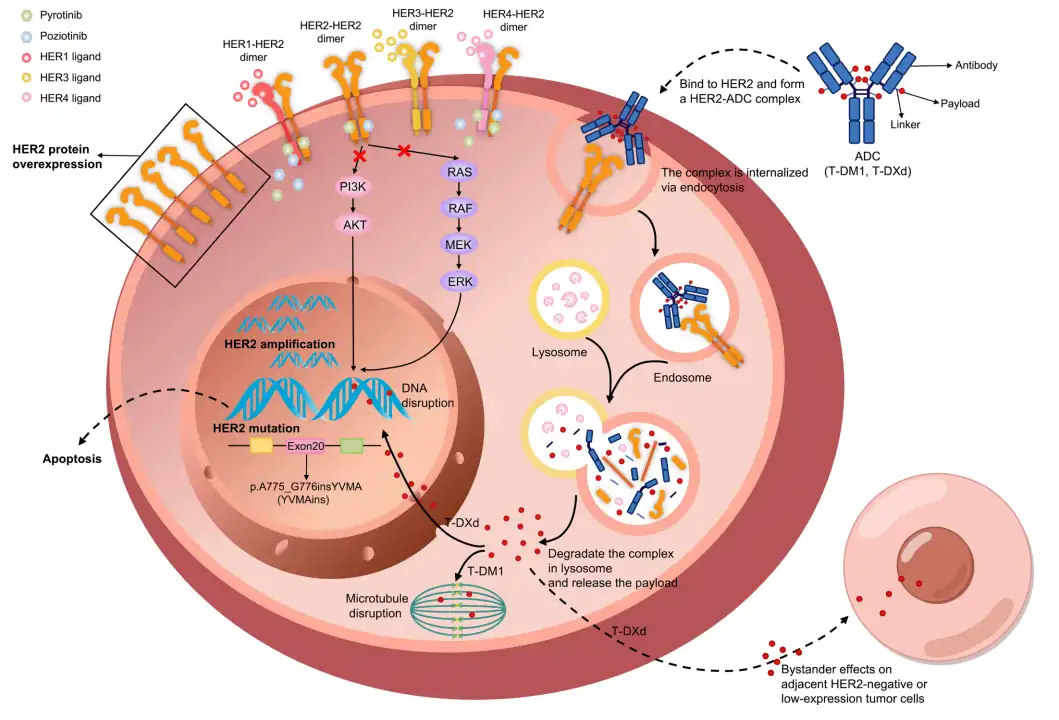 Pyrotinib
Poziotinib
HER1 ligand
HER3 ligand
HER4 ligand
HER1-HER2
dimer
HER2-HER2
dimer
HER3-HER2
dimer
HER4-HER2
dimer
Bind to HER2 and form
a HER2-ADC complex
Antibody
Payload
Linker
ADC
(T-DM1, T-DXd)
HER2 protein
overexpression
The complex is internalized
via endocytosis
PI3K
AKT
RAS
RAF
MEK
ERK
HER2 amplification
DNA
disruption
HER2 mutation
Exon20
p.A775_G776insYVMA
(YVMAins)
Apoptosis
Lysosome
Endosome
T-DXd
T-DM1
Degradate the complex
in lysosome
and release the payload
Microtubule
disruption
T-DXd
Bystander effects on
adjacent HER2-negative or
low-expression tumor cells